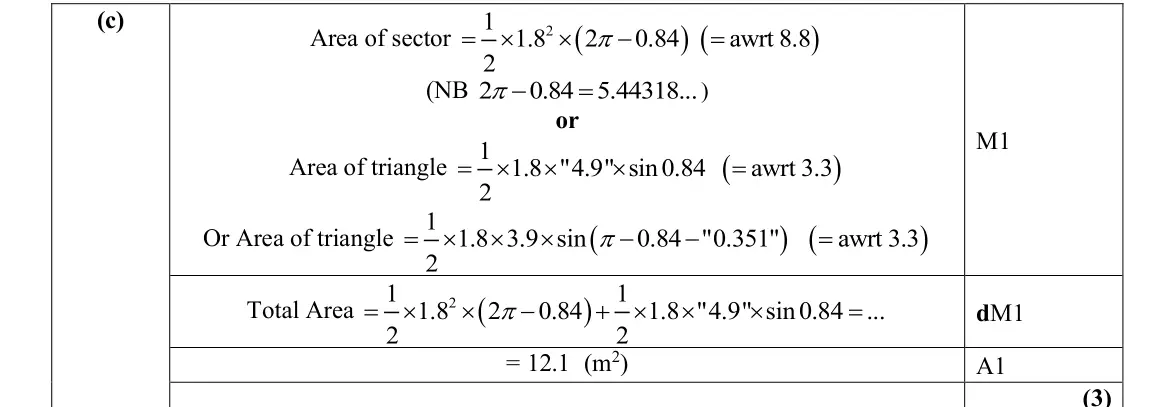 (c)
Area of sector = 1/2 × 1.8² × (2π − 0.84) (= awrt 8.8)
(NB 2π − 0.84 = 5.44318... )
or
Area of triangle = 1/2 × 1.8 × "4.9" × sin 0.84 (= awrt 3.3)
Or Area of triangle = 1/2 × 1.8 × 3.9 × sin(π − 0.84 − "0.351") (= awrt 3.3)
M1
Total Area = 1/2 × 1.8² × (2π − 0.84) + 1/2 × 1.8 × "4.9" × sin 0.84 = ...
dM1
= 12.1 (m²)
A1
(3)